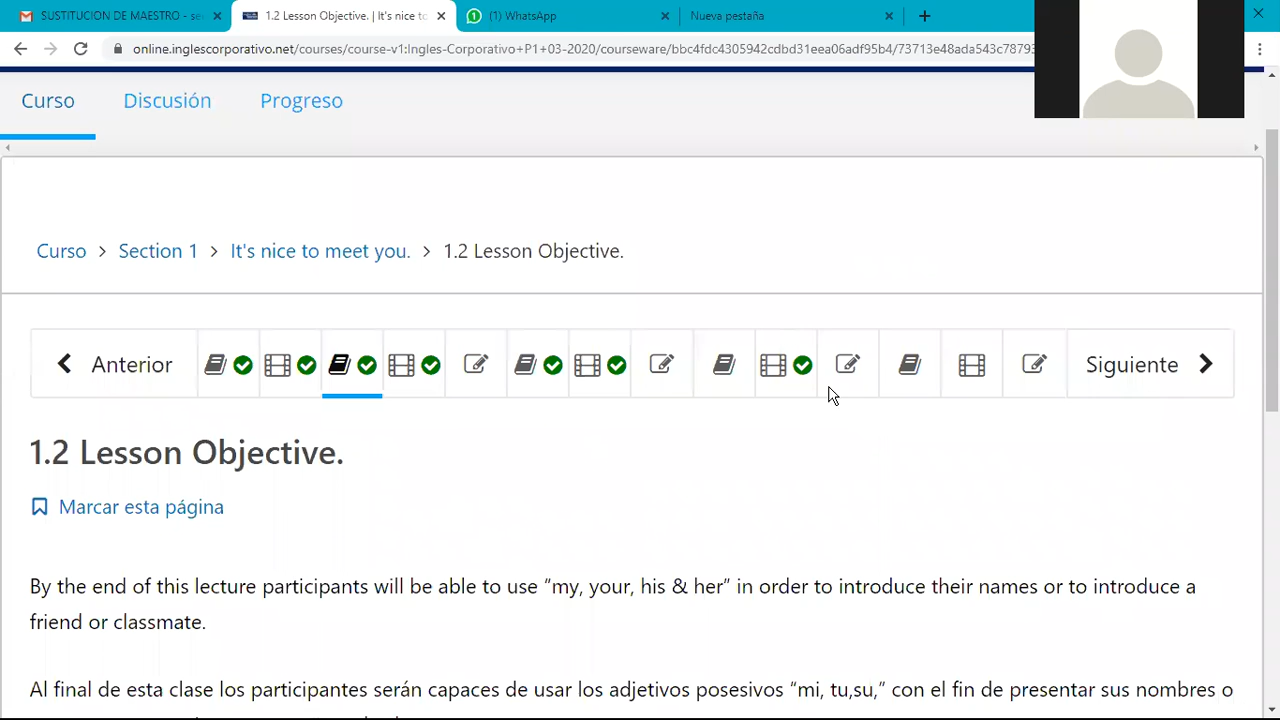 SUSTITUCION DE MAESTRO - se
1.2 Lesson Objective. | It's nice to
(1) WhatsApp
Nueva pestaña
online.inglescorporativo.net/courses/course-v1:Ingles-Corporativo+P1+03-2020/courseware/bbc4fdc4305942cdbd31eea06adf95b4/73713e48ada543c78793
Curso
Discusión
Progreso
Curso > Section 1 > It's nice to meet you. > 1.2 Lesson Objective.
Anterior
Siguiente
1.2 Lesson Objective.
Marcar esta página
By the end of this lecture participants will be able to use “my, your, his & her” in order to introduce their names or to introduce a
friend or classmate.
Al final de esta clase los participantes serán capaces de usar los adjetivos posesivos “mi, tu,su,” con el fin de presentar sus nombres o